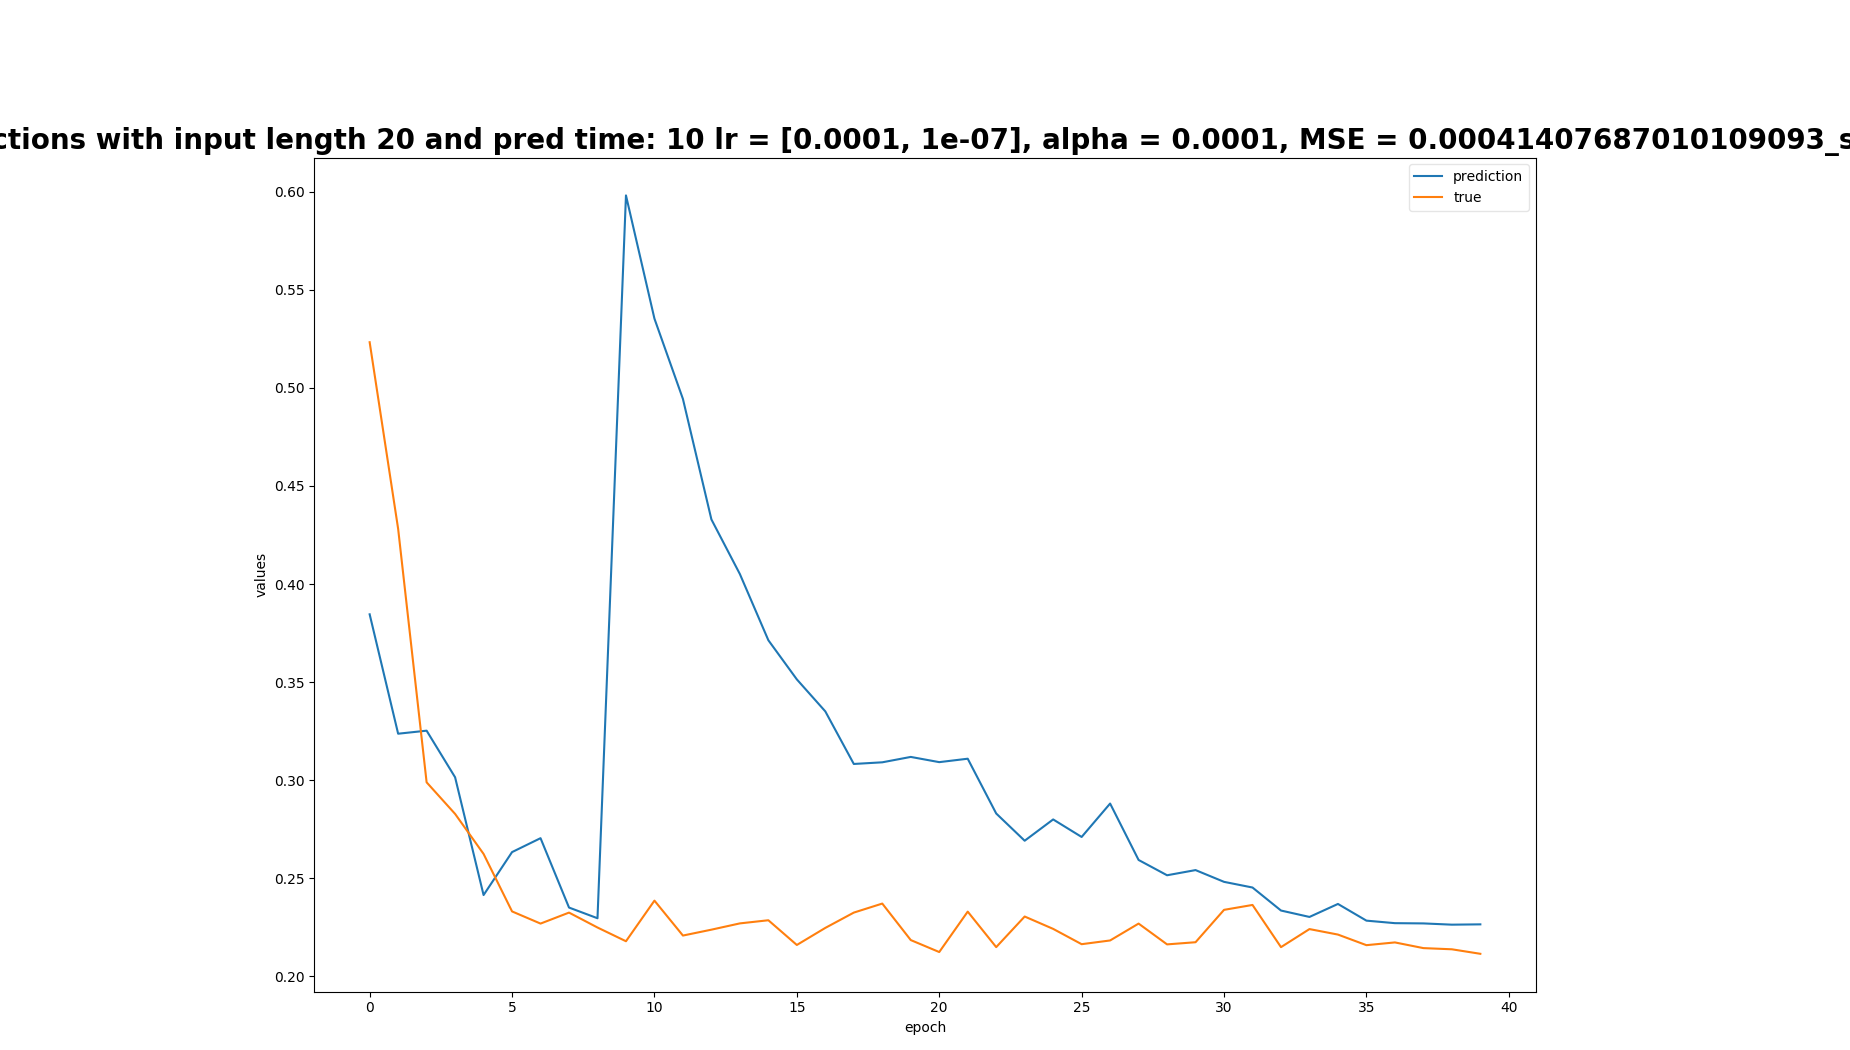 ctions with input length 20 and pred time: 10 lr = [0.0001, 1e-07], alpha = 0.0001, MSE = 0.00041407687010109093_s
prediction
true
0.60
0.55
0.50
0.45
0.40
0.35
0.30
0.25
0.20
values
0 5 10 15 20 25 30 35 40
epoch